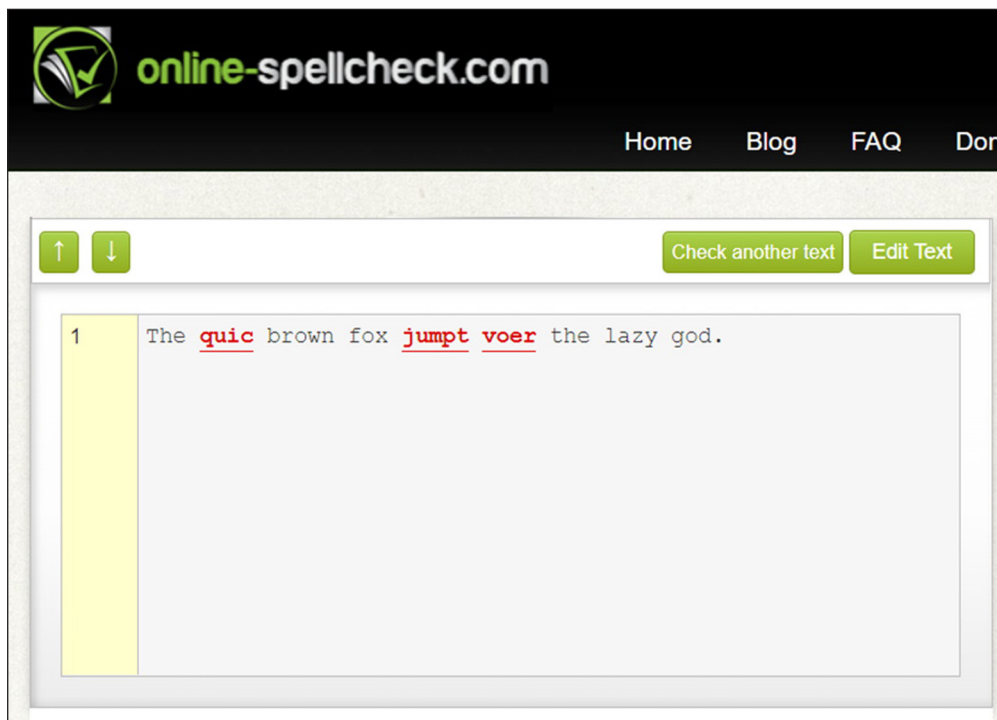 online-spellcheck.com
Home Blog FAQ
↑ ↓ Check another text Edit Text
1 The quic brown fox jumpt voer the lazy god.